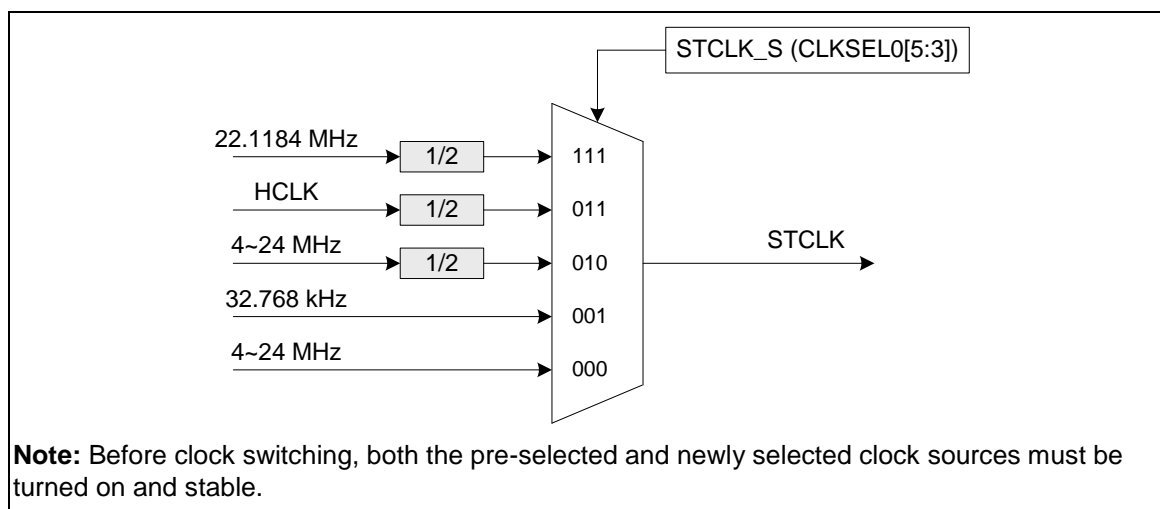 STCLK_S (CLKSEL0[5:3])
22.1184 MHz
1/2
111
HCLK
1/2
011
4~24 MHz
1/2
010
STCLK
32.768 kHz
001
4~24 MHz
000
Note: Before clock switching, both the pre-selected and newly selected clock sources must be
turned on and stable.